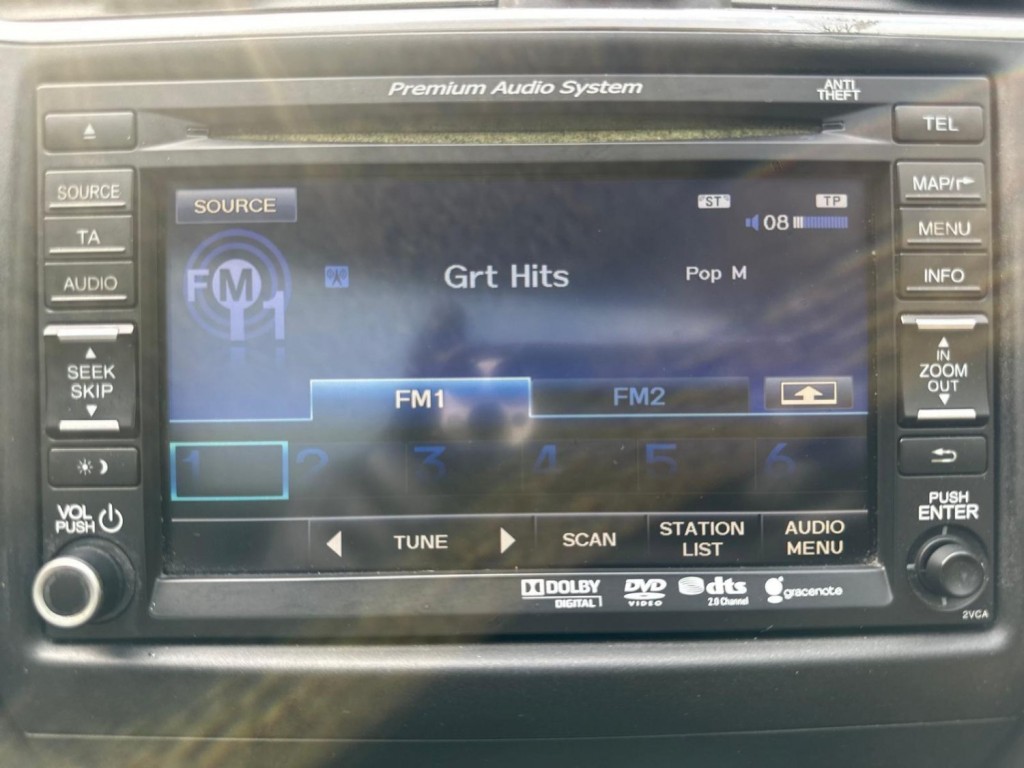 Premium Audio System
ANTI
THEFT
TEL
SOURCE
TA
AUDIO
SEEK
SKIP
VOL
PUSH
SOURCE
ST
TP
08
FM1
Grt Hits
Pop M
FM1
FM2
1 2 3 4 5 6
TUNE
SCAN
STATION
LIST
AUDIO
MENU
MAP/
MENU
INFO
IN
ZOOM
OUT
PUSH
ENTER
DOLBY
DIGITAL
DVD
VIDEO
dts
2.0 Channel
gracenote
2VCA